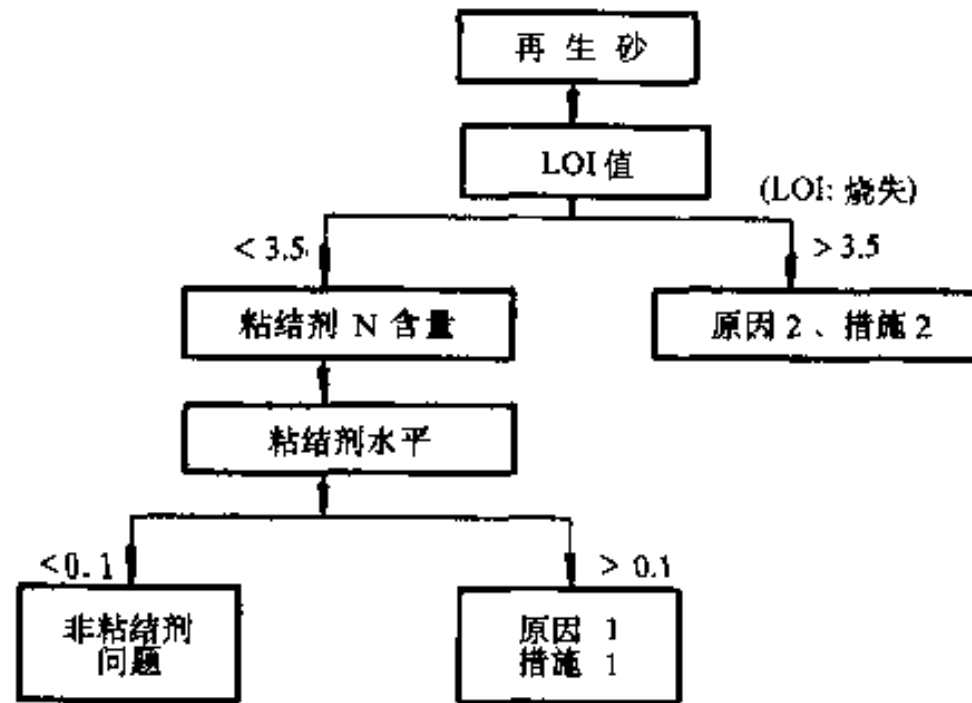 再 生 砂
LOI 值
(LOI: 烧失)
< 3.5
> 3.5
粘结剂 N 含量
原因 2 、措施 2
粘结剂水平
<0.1
> 0.1
非粘结剂
问题
原因 1
措施 1